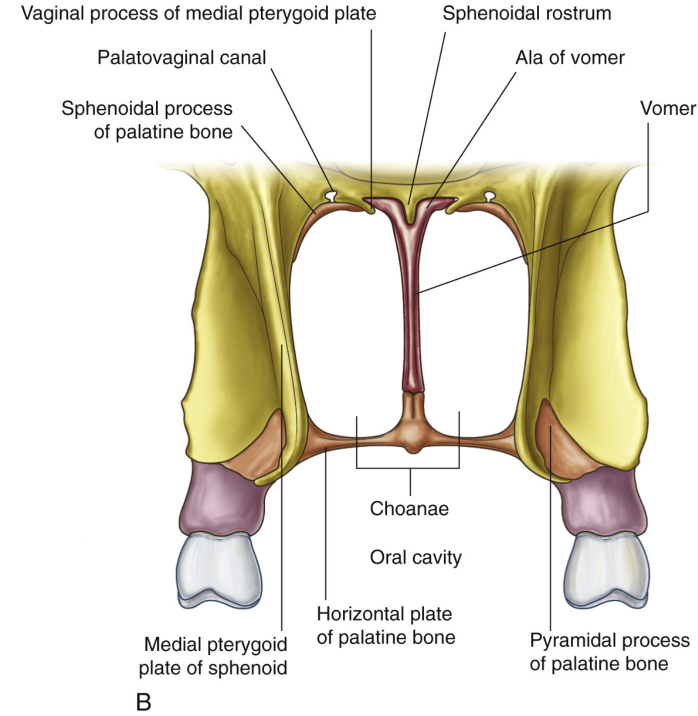 Vaginal process of medial pterygoid plate
Sphenoidal rostrum
Palatovaginal canal
Ala of vomer
Sphenoidal process
of palatine bone
Vomer
Choanae
Oral cavity
Horizontal plate
of palatine bone
Medial pterygoid
plate of sphenoid
Pyramidal process
of palatine bone
B